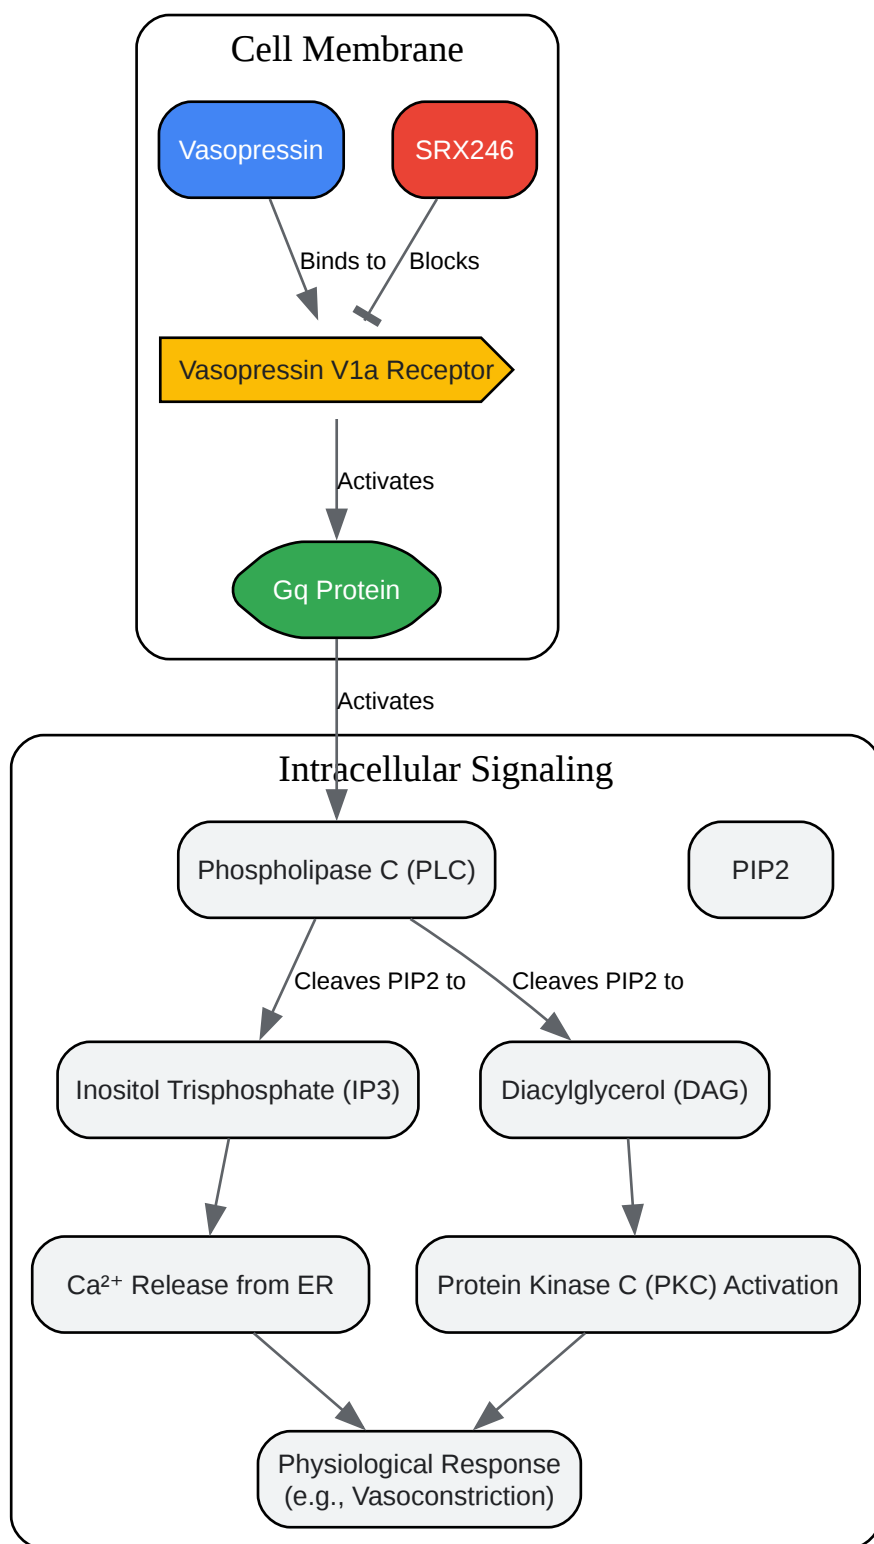 Cell Membrane
Vasopressin
SRX246
Binds to
Blocks
Vasopressin V1a Receptor
Activates
Gq Protein
Activates
Intracellular Signaling
Phospholipase C (PLC)
PIP2
Cleaves PIP2 to
Cleaves PIP2 to
Inositol Trisphosphate (IP3)
Diacylglycerol (DAG)
Ca²⁺ Release from ER
Protein Kinase C (PKC) Activation
Physiological Response
(e.g., Vasoconstriction)